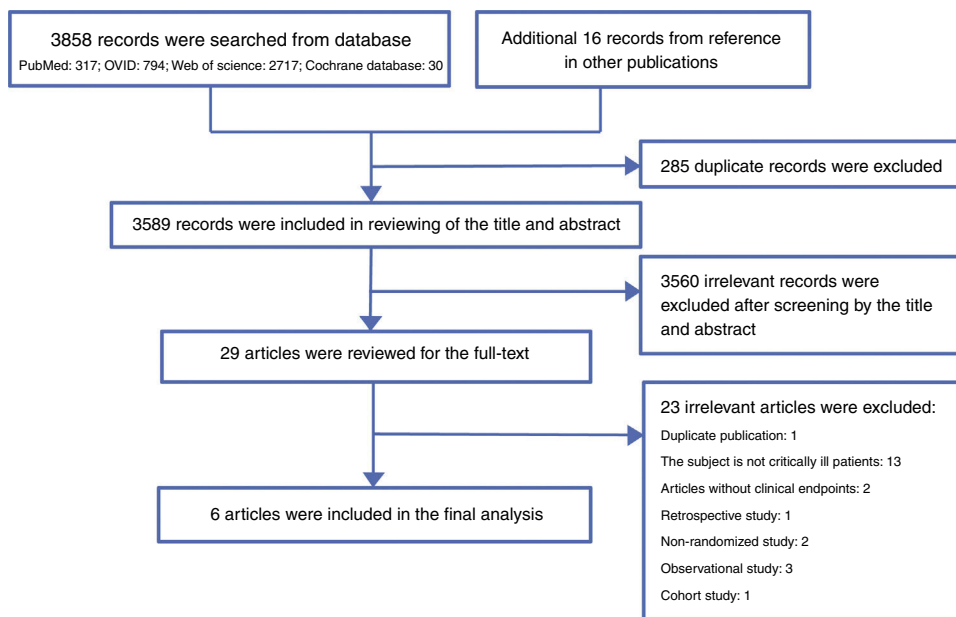 3858 records were searched from database
PubMed: 317; OVID: 794; Web of science: 2717; Cochrane database: 30
Additional 16 records from reference
in other publications
285 duplicate records were excluded
3589 records were included in reviewing of the title and abstract
3560 irrelevant records were
excluded after screening by the title
and abstract
29 articles were reviewed for the full-text
23 irrelevant articles were excluded:
Duplicate publication: 1
The subject is not critically ill patients: 13
Articles without clinical endpoints: 2
Retrospective study: 1
Non-randomized study: 2
Observational study: 3
Cohort study: 1
6 articles were included in the final analysis